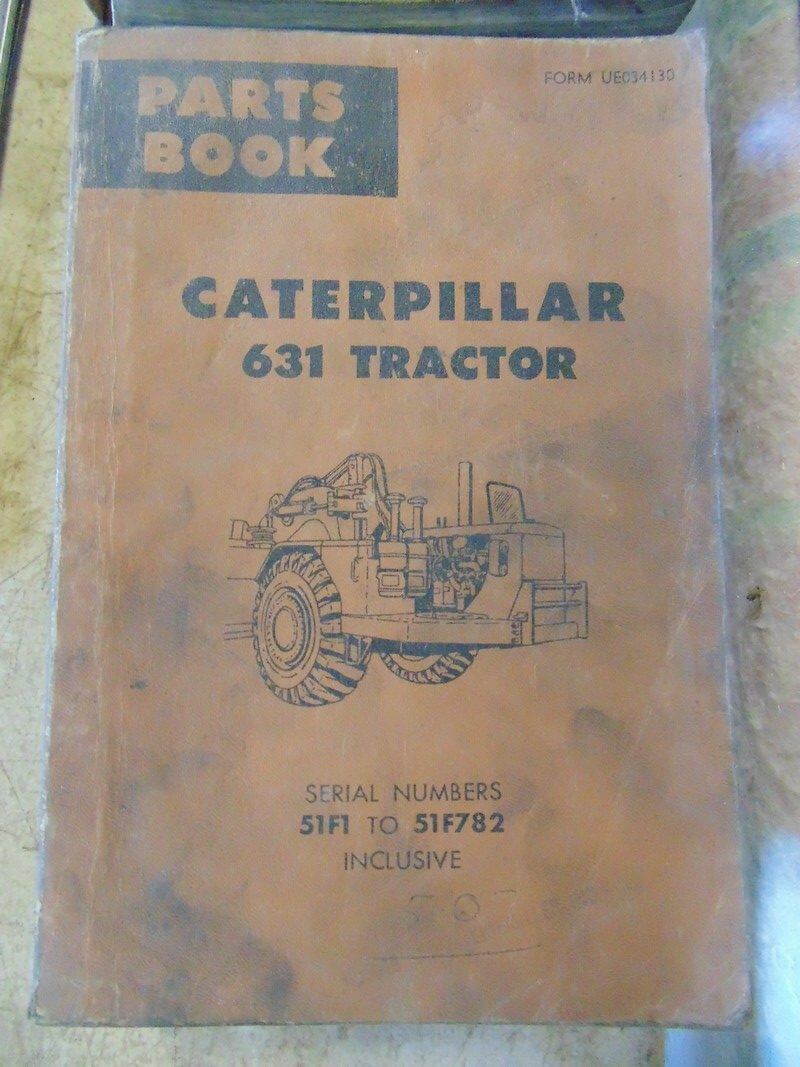 PARTS
BOOK
FORM UE034130
CATERPILLAR
631 TRACTOR
SERIAL NUMBERS
51F1 TO 51F782
INCLUSIVE